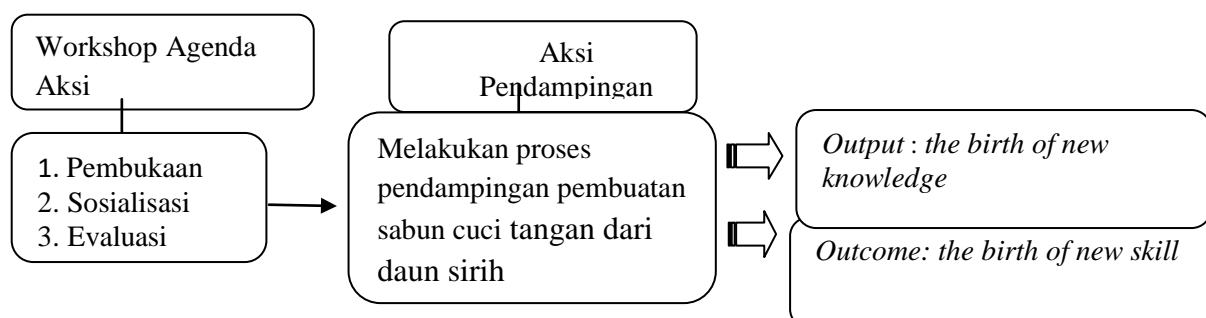 Workshop Agenda
Aksi
1. Pembukaan
2. Sosialisasi
3. Evaluasi
Aksi
Pendampingan
Melakukan proses
pendampingan pembuatan
sabun cuci tangan dari
daun sirih
Output : the birth of new
knowledge
Outcome: the birth of new skill